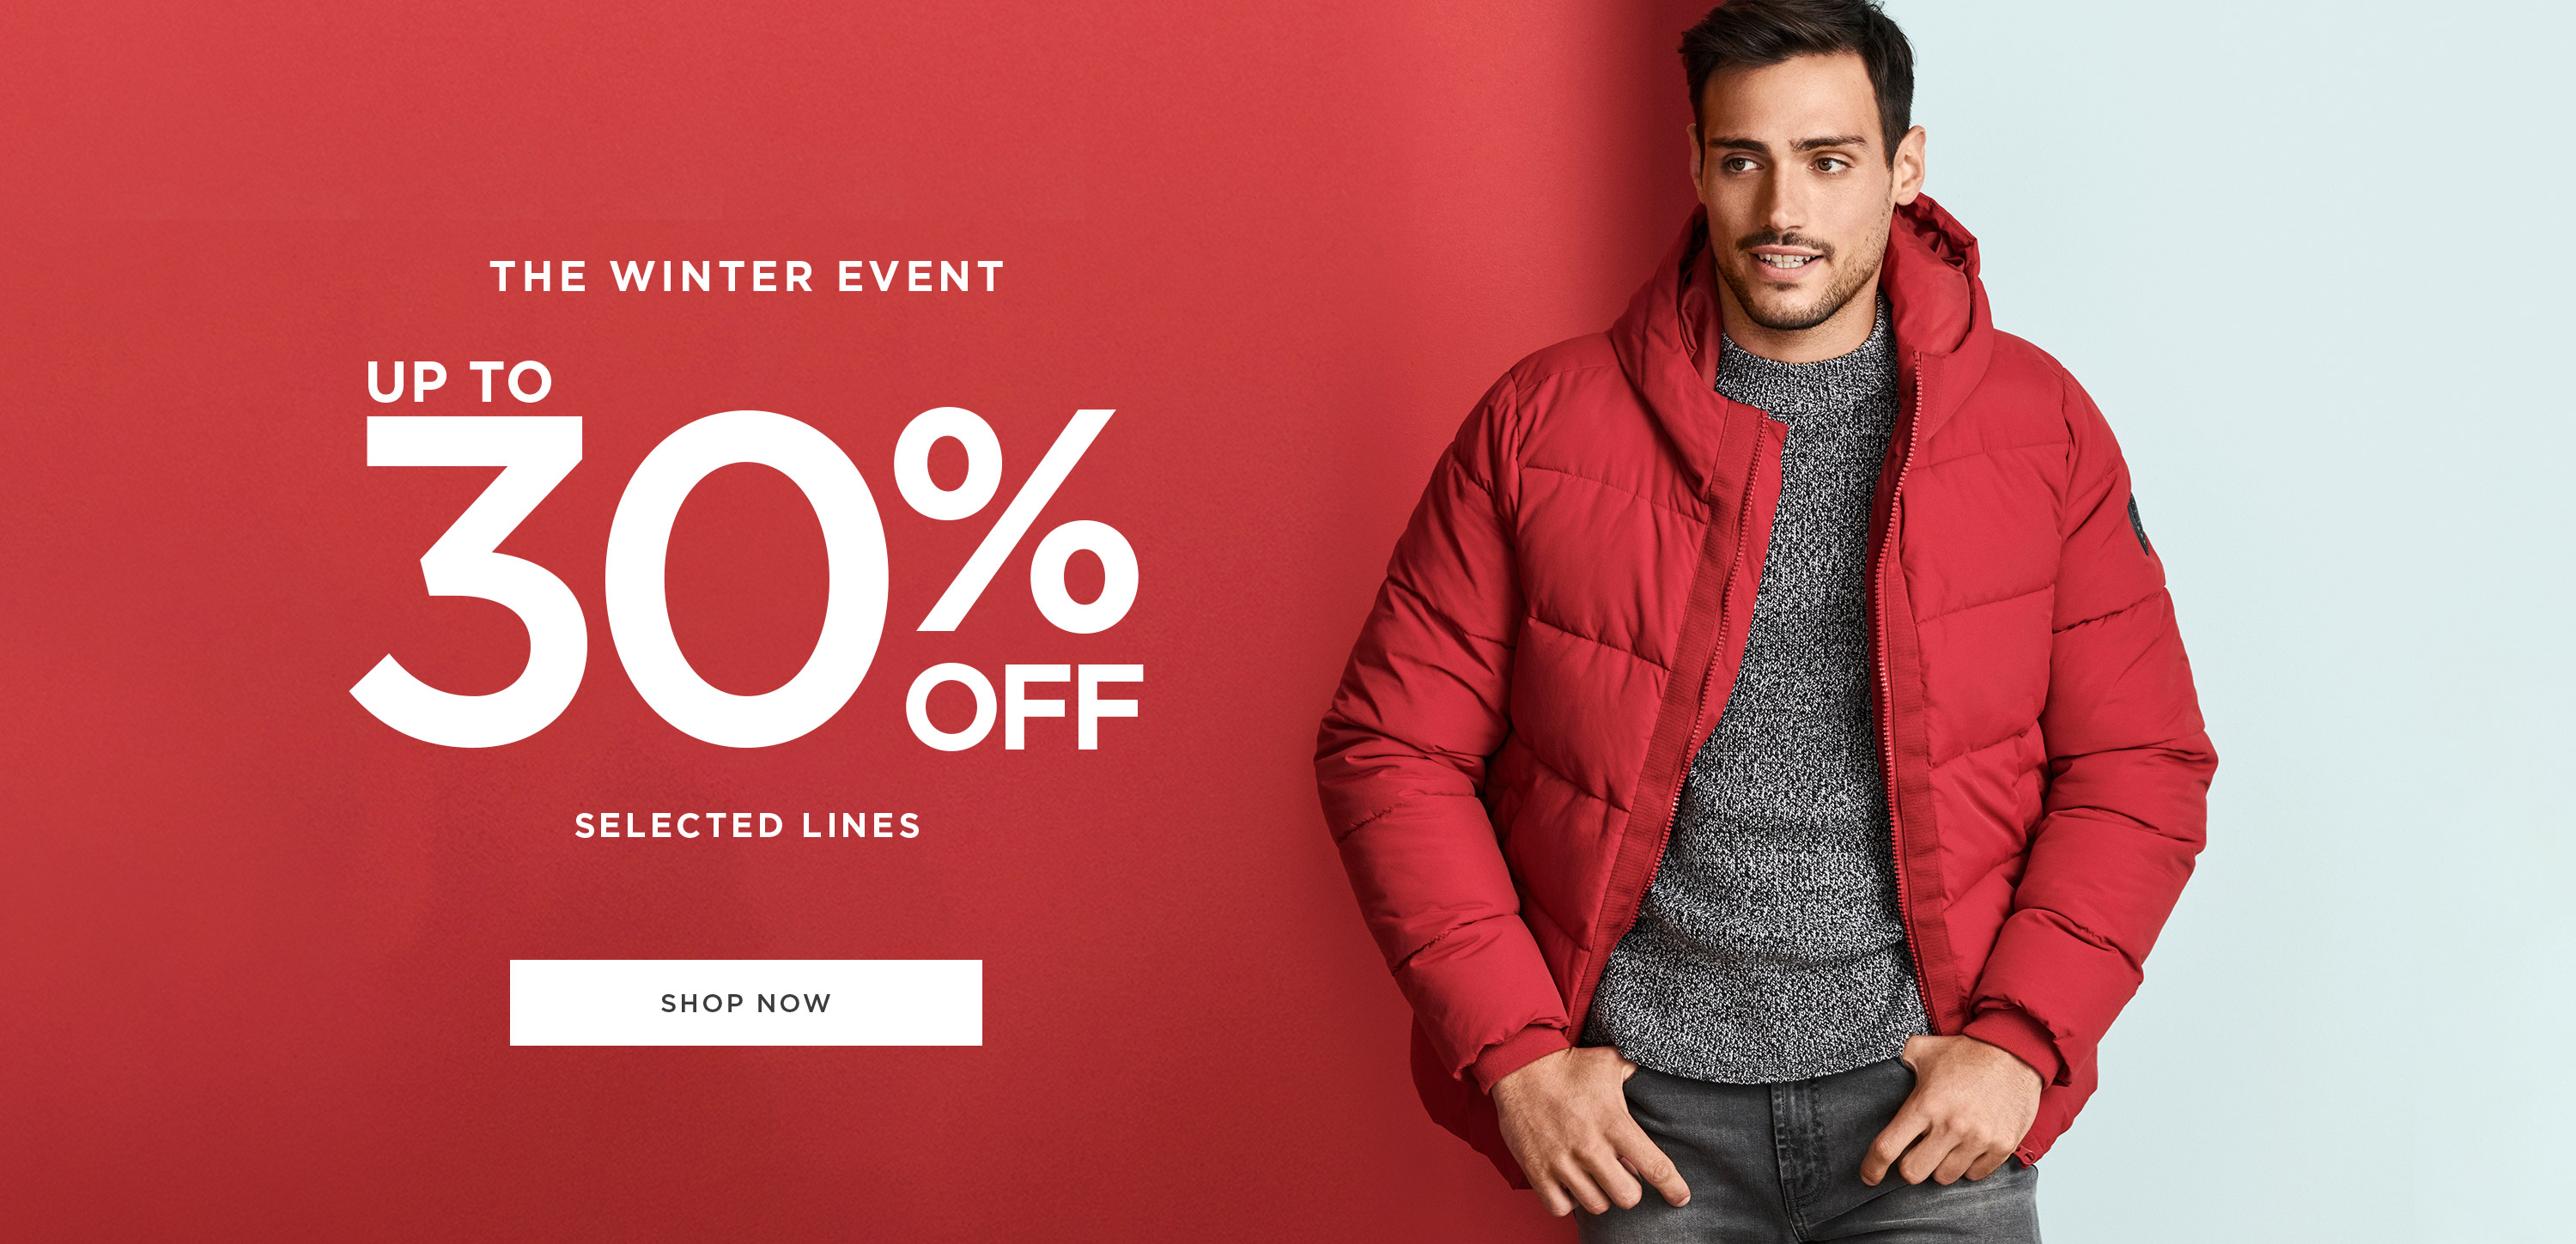 THE WINTER EVENT
UP TO
30%
OFF
SELECTED LINES
SHOP NOW